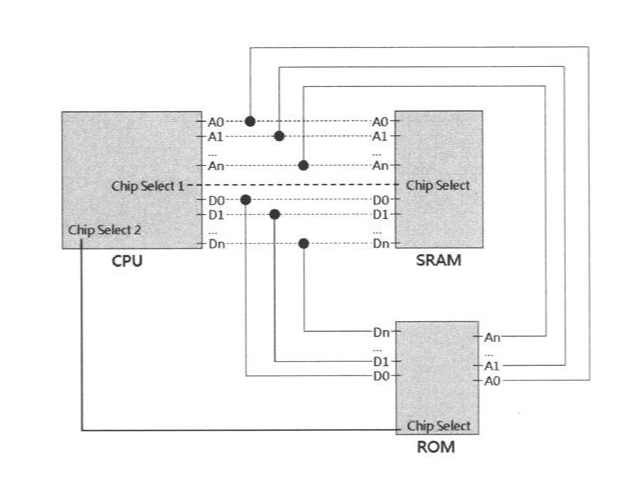 A0 A0
A1 A1
... ...
An An
Chip Select 1 Chip Select
D0 D0
D1 D1
... ...
Chip Select 2
Dn Dn
CPU SRAM
Dn
An
...
...
D1
A1
D0
A0
Chip Select
ROM